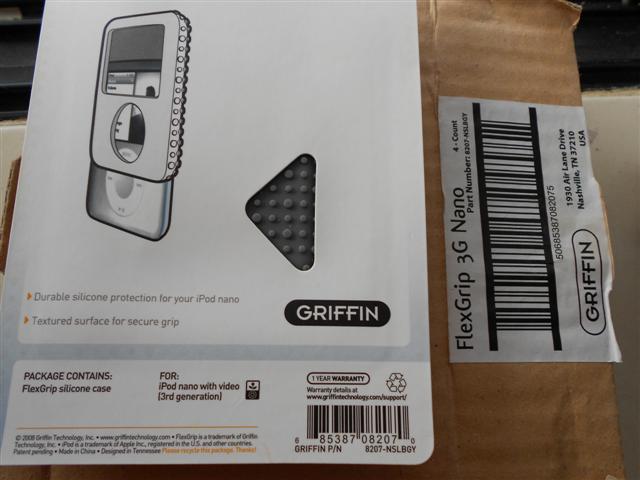 Durable silicone protection for your iPod nano
Textured surface for secure grip
GRIFFIN
PACKAGE CONTAINS:
FlexGrip silicone case
FOR:
iPod nano with video
(3rd generation)
1 YEAR WARRANTY
Warranty details at
www.griffintechnology.com/support/
© 2008 Griffin Technology, Inc. • www.griffintechnology.com • FlexGrip is a trademark of Griffin
Technology, Inc. • iPod is a trademark of Apple Inc., registered in the U.S. and other countries.
Patent pending • Made in China • Designed in Tennessee Please recycle this package. Thanks!
6 85387 08207 0
GRIFFIN P/N 8207-NSLBGY
FlexGrip 3G Nano
4 - Count
Part Number: 8207-NSLBGY
50685387082075
1930 Air Lane Drive
Nashville, TN 37210
USA
GRIFFIN